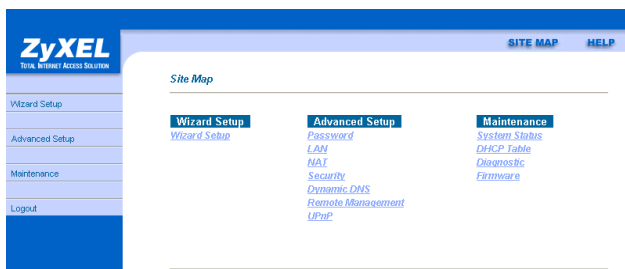 SITE MAP HELP
ZyXEL
TOTAL INTERNET ACCESS SOLUTION
Site Map
Wizard Setup
Advanced Setup
Maintenance
Logout
Wizard Setup
Wizard Setup
Advanced Setup
Password
LAN
NAT
Security
Dynamic DNS
Remote Management
UPnP
Maintenance
System Status
DHCP Table
Diagnostic
Firmware